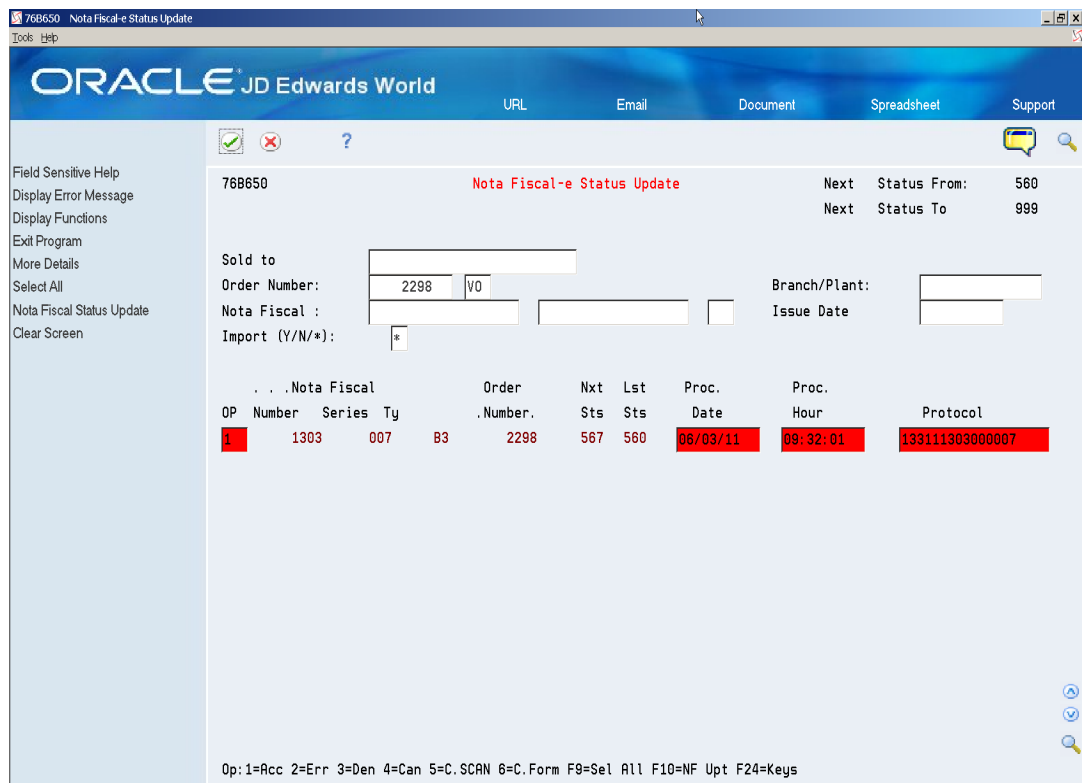 76B650 Nota Fiscal-e Status Update
Tools Help
ORACLE JD Edwards World
URL Email Document Spreadsheet Support
?
Field Sensitive Help
Display Error Message
Display Functions
Exit Program
More Details
Select All
Nota Fiscal Status Update
Clear Screen
76B650 Nota Fiscal-e Status Update Next Status From: 560
Next Status To 999
Sold to
Order Number: 2298 VO Branch/Plant:
Nota Fiscal : Issue Date
Import (Y/N/*): *
. . .Nota Fiscal Order Nxt Lst Proc. Proc.
OP Number Series Ty .Number. Sts Sts Date Hour Protocol
1 1303 007 B3 2298 567 560 06/03/11 09:32:01 133111303000007
Op:1=Acc 2=Err 3=Den 4=Can 5=C.SCAN 6=C.Form F9=Sel All F10=NF Upt F24=Keys